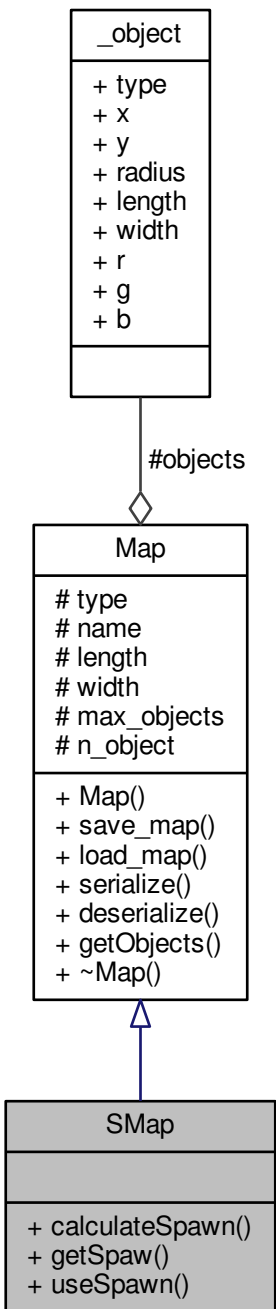 _object
+ type
+ x
+ y
+ radius
+ length
+ width
+ r
+ g
+ b
#objects
Map
# type
# name
# length
# width
# max_objects
# n_object
+ Map()
+ save_map()
+ load_map()
+ serialize()
+ deserialize()
+ getObjects()
+ ~Map()
SMap
+ calculateSpawn()
+ getSpaw()
+ useSpawn()